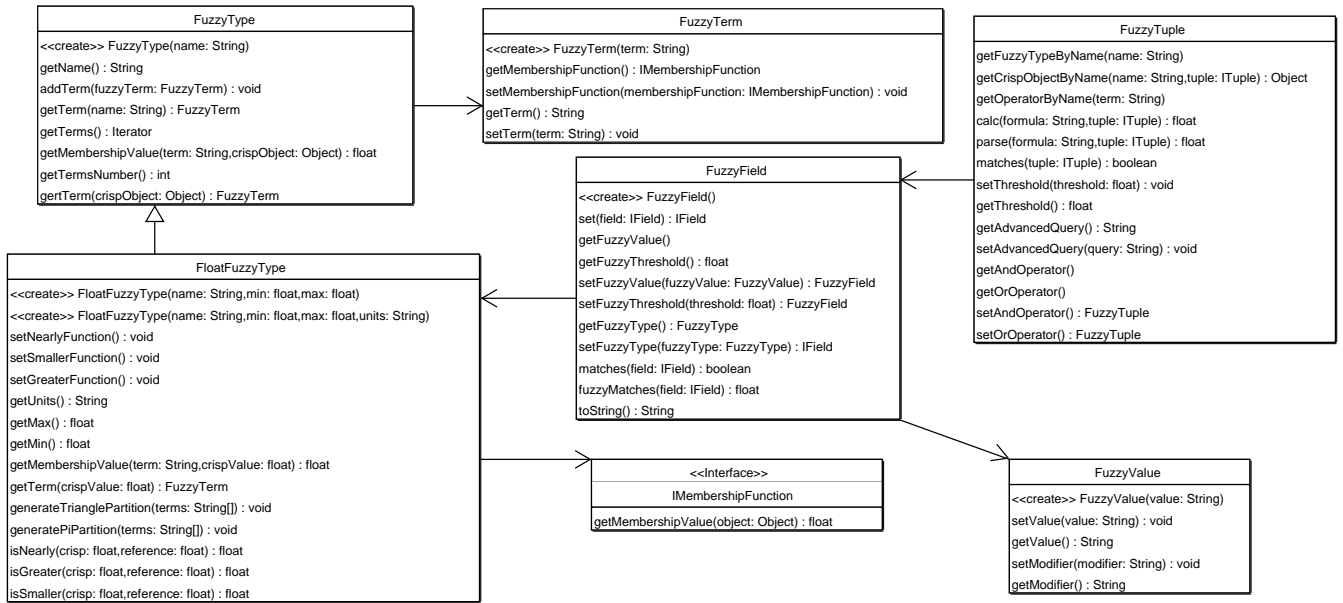 FuzzyType
<<create>> FuzzyType(name: String)
getName() : String
addTerm(fuzzyTerm: FuzzyTerm) : void
getTerm(name: String) : FuzzyTerm
getTerms() : Iterator
getMembershipValue(term: String,crispObject: Object) : float
getTermsNumber() : int
gertTerm(crispObject: Object) : FuzzyTerm
FuzzyTerm
<<create>> FuzzyTerm(term: String)
getMembershipFunction() : IMembershipFunction
setMembershipFunction(membershipFunction: IMembershipFunction) : void
getTerm() : String
setTerm(term: String) : void
FuzzyTuple
getFuzzyTypeByName(name: String)
getCrispObjectByName(name: String,tuple: ITuple) : Object
getOperatorByName(term: String)
calc(formula: String,tuple: ITuple) : float
parse(formula: String,tuple: ITuple) : float
matches(tuple: ITuple) : boolean
setThreshold(threshold: float) : void
getThreshold() : float
getAdvancedQuery() : String
setAdvancedQuery(query: String) : void
getAndOperator()
getOrOperator()
setAndOperator() : FuzzyTuple
setOrOperator() : FuzzyTuple
FuzzyField
<<create>> FuzzyField()
set(field: IField) : IField
getFuzzyValue()
getFuzzyThreshold() : float
setFuzzyValue(fuzzyValue: FuzzyValue) : FuzzyField
setFuzzyThreshold(threshold: float) : FuzzyField
getFuzzyType() : FuzzyType
setFuzzyType(fuzzyType: FuzzyType) : IField
matches(field: IField) : boolean
fuzzyMatches(field: IField) : float
toString() : String
FloatFuzzyType
<<create>> FloatFuzzyType(name: String,min: float,max: float)
<<create>> FloatFuzzyType(name: String,min: float,max: float,units: String)
setNearlyFunction() : void
setSmallerFunction() : void
setGreaterFunction() : void
getUnits() : String
getMax() : float
getMin() : float
getMembershipValue(term: String,crispValue: float) : float
getTerm(crispValue: float) : FuzzyTerm
generateTrianglePartition(terms: String[]) : void
generatePiPartition(terms: String[]) : void
isNearly(crisp: float,reference: float) : float
isGreater(crisp: float,reference: float) : float
isSmaller(crisp: float,reference: float) : float
<<Interface>>
IMembershipFunction
getMembershipValue(object: Object) : float
FuzzyValue
<<create>> FuzzyValue(value: String)
setValue(value: String) : void
getValue() : String
setModifier(modifier: String) : void
getModifier() : String